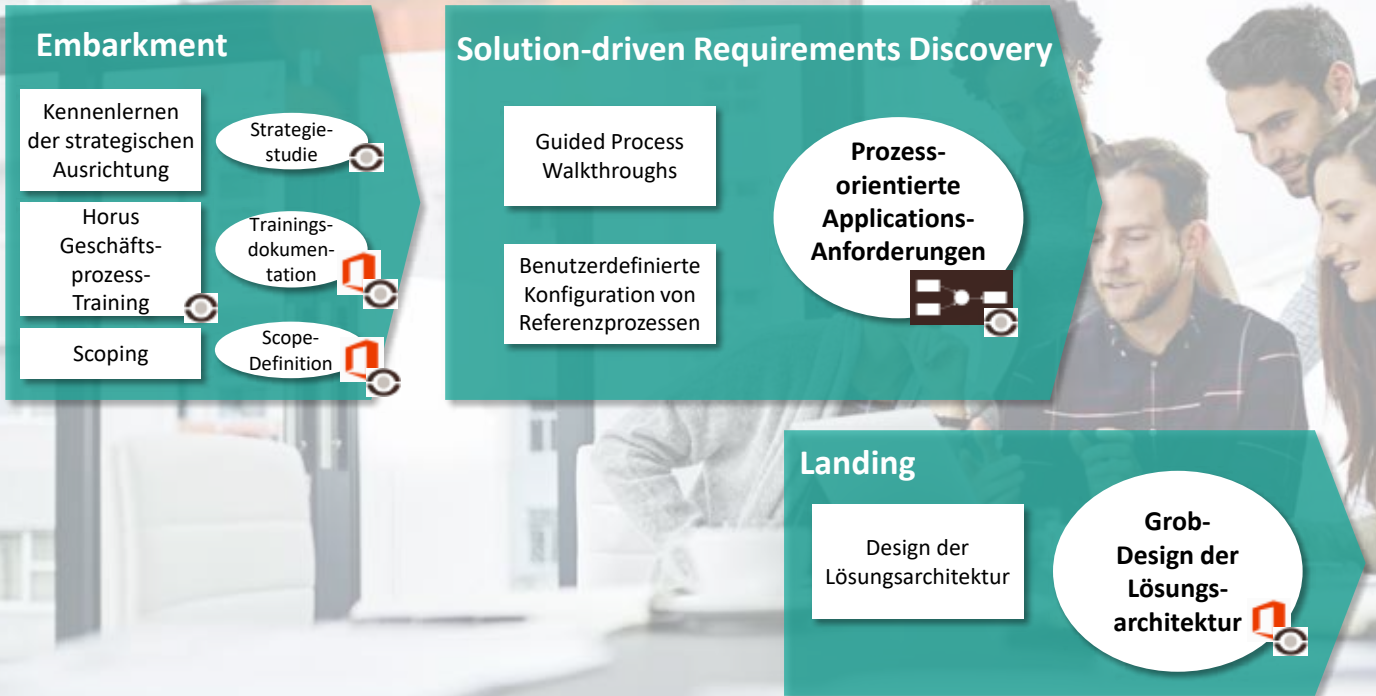 Embarkment
Kennenlernen
der strategischen
Ausrichtung
Strategie-
studie
Horus
Geschäfts-
prozess-
Training
Trainings-
dokumen-
tation
Scoping
Scope-
Definition
Solution-driven Requirements Discovery
Guided Process
Walkthroughs
Benutzerdefinierte
Konfiguration von
Referenzprozessen
Prozess-
orientierte
Applications-
Anforderungen
Landing
Design der
Lösungsarchitektur
Grob-
Design der
Lösungs-
architektur